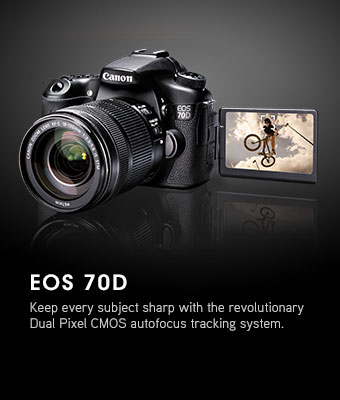 Canon
EOS
70D
EOS 70D
Keep every subject sharp with the revolutionary
Dual Pixel CMOS autofocus tracking system.